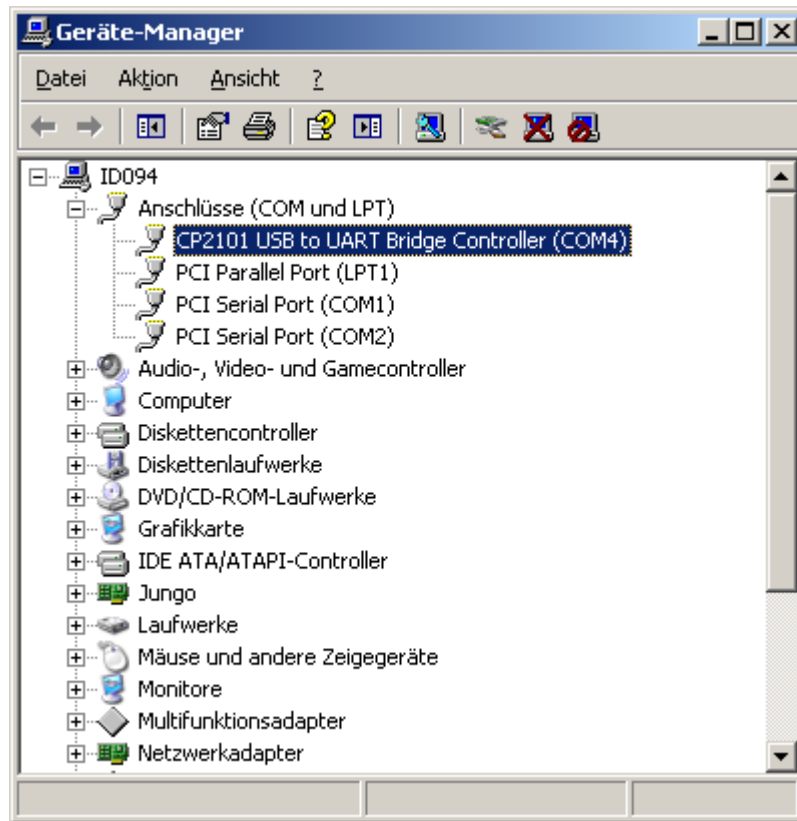 Geräte-Manager
Datei Aktion Ansicht ?
ID094
Anschlüsse (COM und LPT)
CP2101 USB to UART Bridge Controller (COM4)
PCI Parallel Port (LPT1)
PCI Serial Port (COM1)
PCI Serial Port (COM2)
Audio-, Video- und Gamecontroller
Computer
Diskettencontroller
Diskettenlaufwerke
DVD/CD-ROM-Laufwerke
Grafikkarte
IDE ATA/ATAPI-Controller
Jungo
Laufwerke
Mäuse und andere Zeigegeräte
Monitore
Multifunktionsadapter
Netzwerkadapter